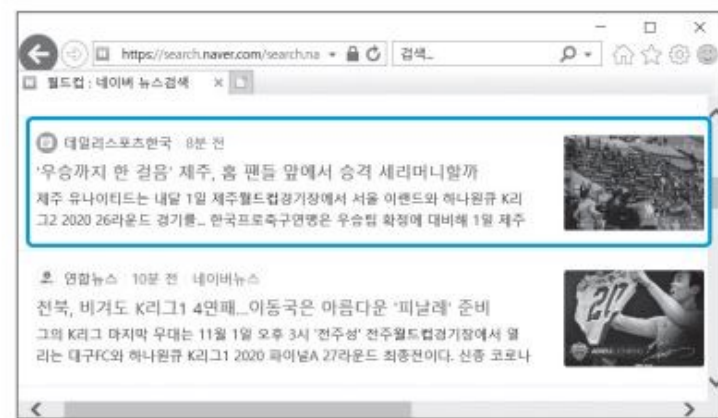 https://search.naver.com/search.na
검색...
월드컵 : 네이버 뉴스검색
데일리스포츠한국 8분 전
'우승까지 한 걸음' 제주, 홈 팬들 앞에서 승격 세리머니할까
제주 유나이티드는 내달 1일 제주월드컵경기장에서 서울 이랜드와 하나원큐 K리
그2 2020 26라운드 경기를... 한국프로축구연맹은 우승팀 확정에 대비해 1일 제주
연합뉴스 10분 전 네이버뉴스
전북, 비겨도 K리그1 4연패...이동국은 아름다운 '피날레' 준비
그의 K리그 마지막 무대는 11월 1일 오후 3시 '전주성' 전주월드컵경기장에서 열
리는 대구FC와 하나원큐 K리그1 2020 파이널A 27라운드 최종전이다. 신종 코로나
20